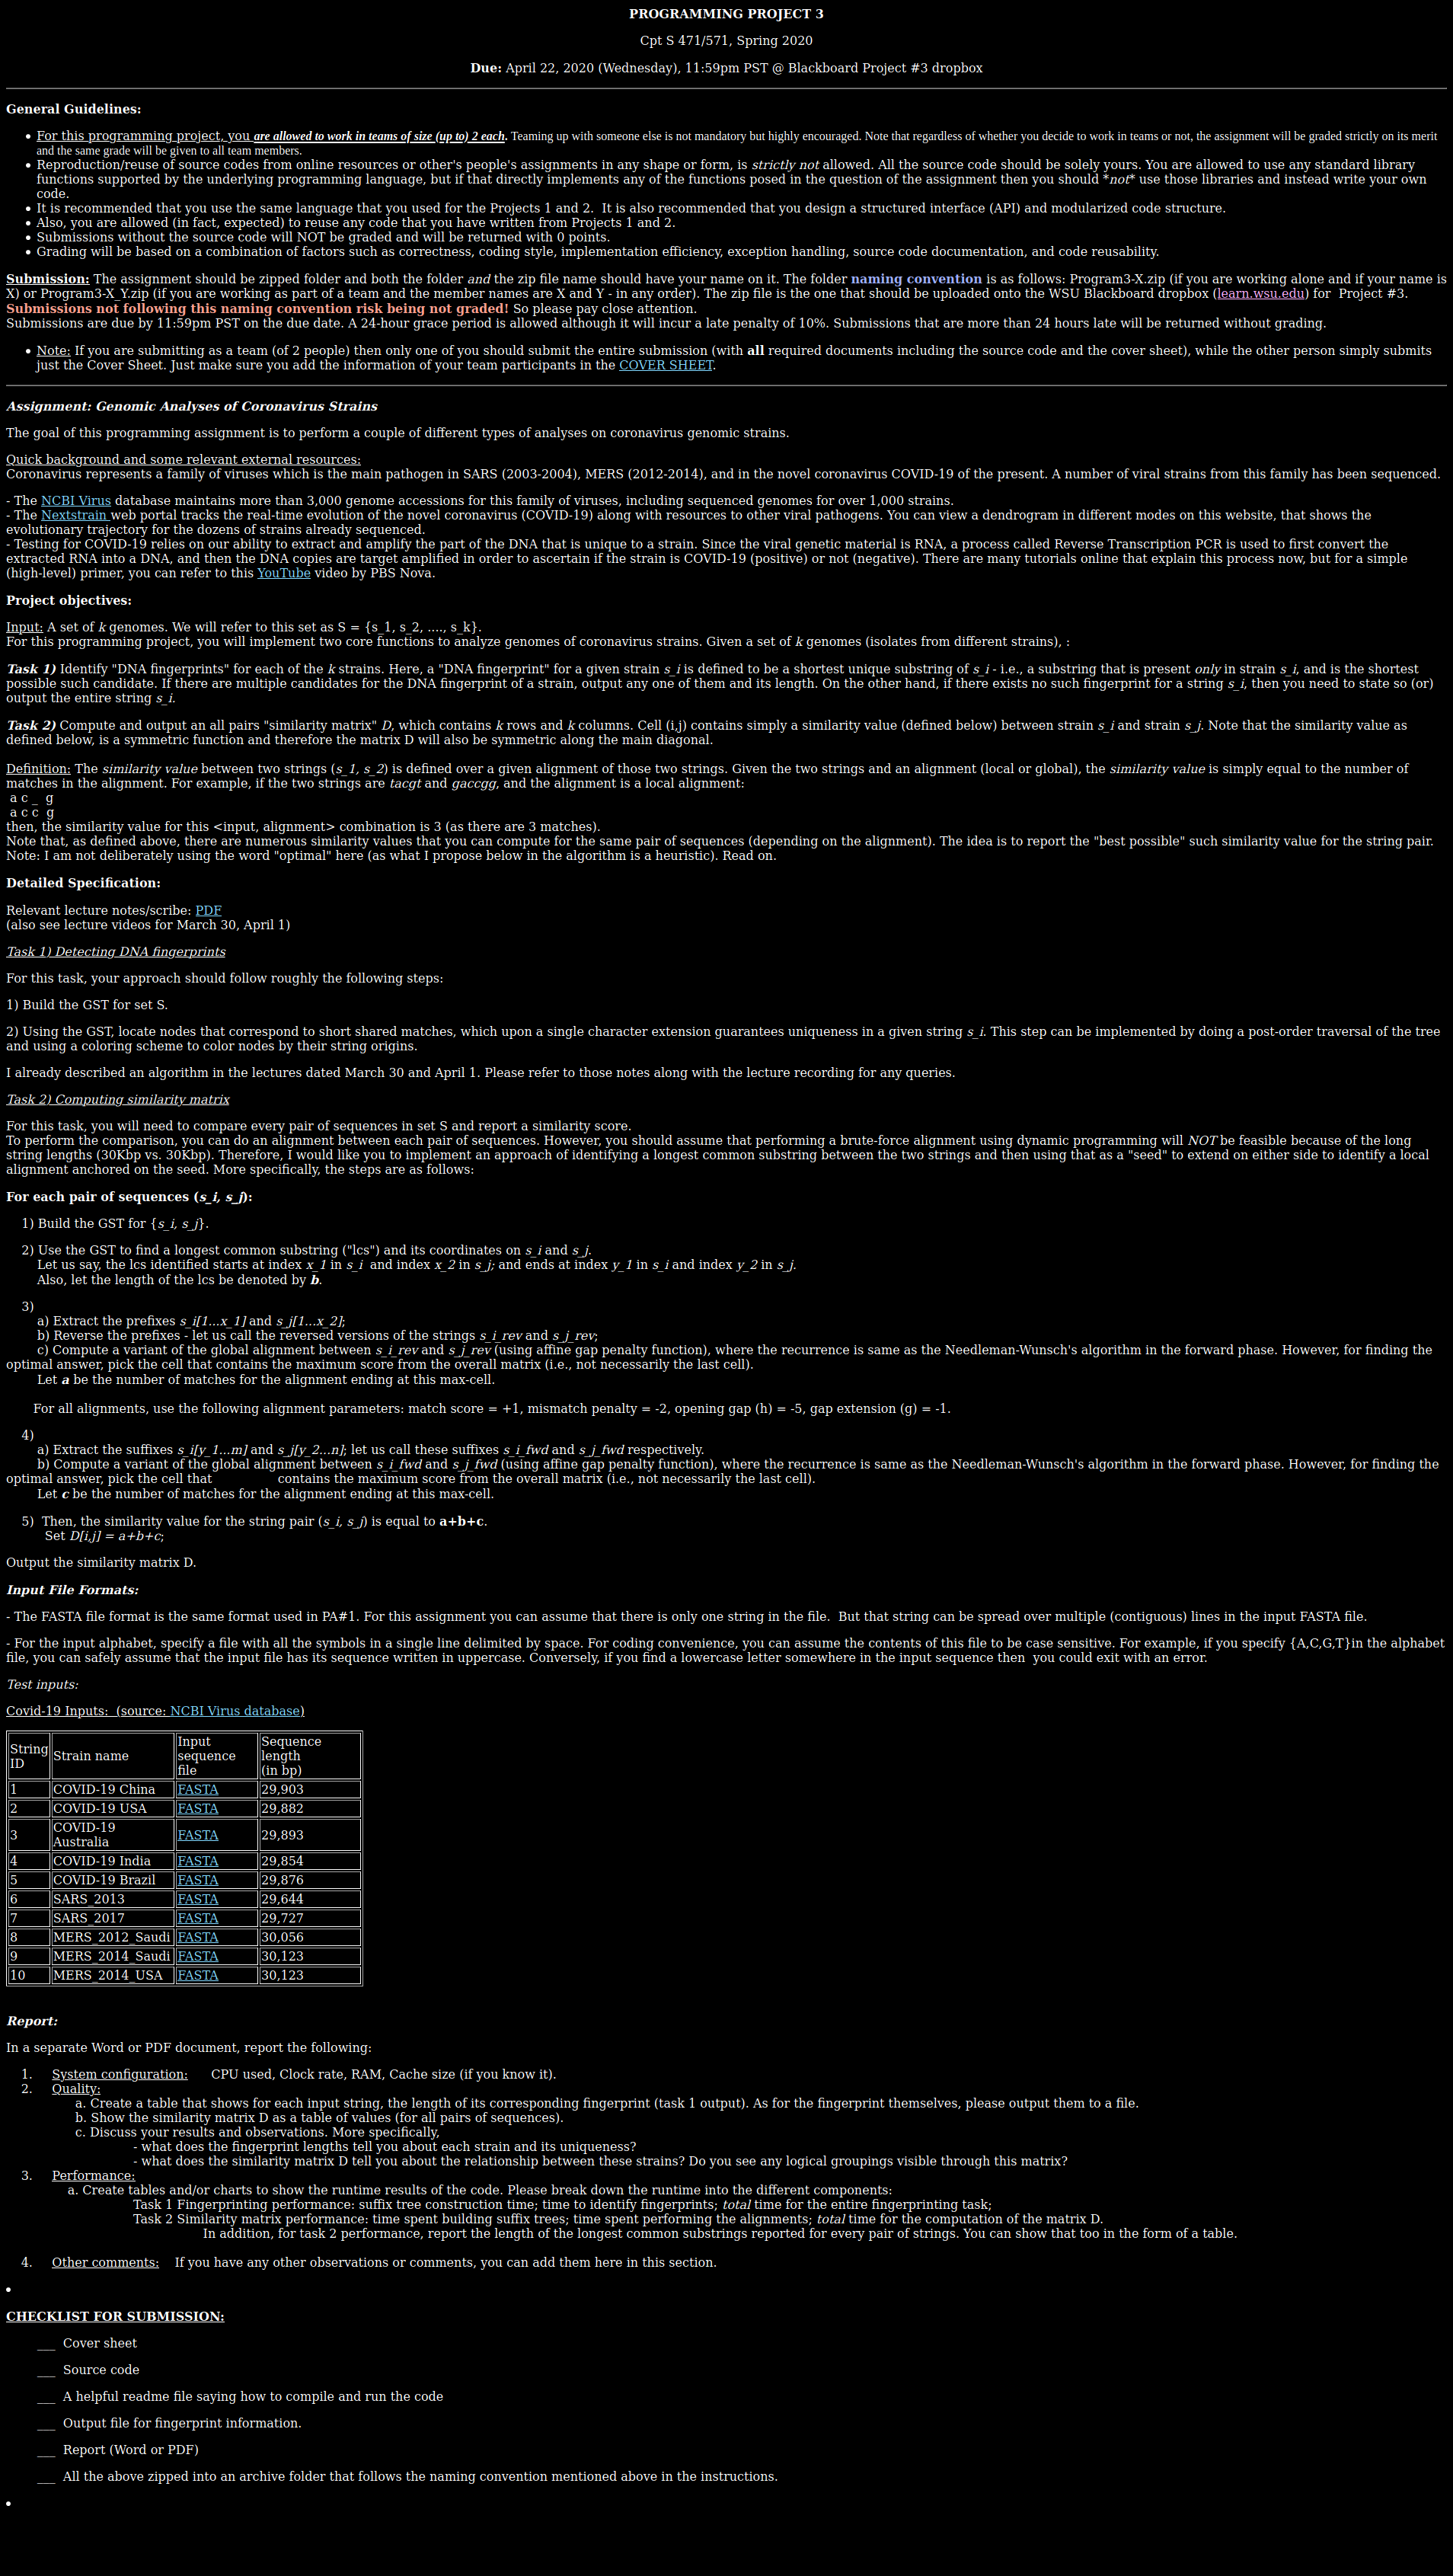 PROGRAMMING PROJECT 3
Cpt S 471/571, Spring 2020
Due: April 22, 2020 (Wednesday), 11:59pm PST @ Blackboard Project #3 dropbox
General Guidelines:
• For this programming project, you are allowed to work in teams of size (up to) 2 each. Teaming up with someone else is not mandatory but highly encouraged. Note that regardless of whether you decide to work in teams or not, the assignment will be graded strictly on its merit
and the same grade will be given to all team members.
• Reproduction/reuse of source codes from online resources or other's people's assignments in any shape or form, is strictly not allowed. All the source code should be solely yours. You are allowed to use any standard library
functions supported by the underlying programming language, but if that directly implements any of the functions posed in the question of the assignment then you should *not* use those libraries and instead write your own
code.
• It is recommended that you use the same language that you used for the Projects 1 and 2.  It is also recommended that you design a structured interface (API) and modularized code structure.
• Also, you are allowed (in fact, expected) to reuse any code that you have written from Projects 1 and 2.
• Submissions without the source code will NOT be graded and will be returned with 0 points.
• Grading will be based on a combination of factors such as correctness, coding style, implementation efficiency, exception handling, source code documentation, and code reusability.
Submission: The assignment should be zipped folder and both the folder and the zip file name should have your name on it. The folder naming convention is as follows: Program3-X.zip (if you are working alone and if your name is
X) or Program3-X_Y.zip (if you are working as part of a team and the member names are X and Y - in any order). The zip file is the one that should be uploaded onto the WSU Blackboard dropbox (learn.wsu.edu) for  Project #3.
Submissions not following this naming convention risk being not graded! So please pay close attention.
Submissions are due by 11:59pm PST on the due date. A 24-hour grace period is allowed although it will incur a late penalty of 10%. Submissions that are more than 24 hours late will be returned without grading.
• Note: If you are submitting as a team (of 2 people) then only one of you should submit the entire submission (with all required documents including the source code and the cover sheet), while the other person simply submits
just the Cover Sheet. Just make sure you add the information of your team participants in the COVER SHEET.
Assignment: Genomic Analyses of Coronavirus Strains
The goal of this programming assignment is to perform a couple of different types of analyses on coronavirus genomic strains.
Quick background and some relevant external resources:
Coronavirus represents a family of viruses which is the main pathogen in SARS (2003-2004), MERS (2012-2014), and in the novel coronavirus COVID-19 of the present. A number of viral strains from this family has been sequenced.
- The NCBI Virus database maintains more than 3,000 genome accessions for this family of viruses, including sequenced genomes for over 1,000 strains.
- The Nextstrain web portal tracks the real-time evolution of the novel coronavirus (COVID-19) along with resources to other viral pathogens. You can view a dendrogram in different modes on this website, that shows the
evolutionary trajectory for the dozens of strains already sequenced.
- Testing for COVID-19 relies on our ability to extract and amplify the part of the DNA that is unique to a strain. Since the viral genetic material is RNA, a process called Reverse Transcription PCR is used to first convert the
extracted RNA into a DNA, and then the DNA copies are target amplified in order to ascertain if the strain is COVID-19 (positive) or not (negative). There are many tutorials online that explain this process now, but for a simple
(high-level) primer, you can refer to this YouTube video by PBS Nova.
Project objectives:
Input: A set of k genomes. We will refer to this set as S = {s_1, s_2, ...., s_k}.
For this programming project, you will implement two core functions to analyze genomes of coronavirus strains. Given a set of k genomes (isolates from different strains), :
Task 1) Identify "DNA fingerprints" for each of the k strains. Here, a "DNA fingerprint" for a given strain s_i is defined to be a shortest unique substring of s_i - i.e., a substring that is present only in strain s_i, and is the shortest
possible such candidate. If there are multiple candidates for the DNA fingerprint of a strain, output any one of them and its length. On the other hand, if there exists no such fingerprint for a string s_i, then you need to state so (or)
output the entire string s_i.
Task 2) Compute and output an all pairs "similarity matrix" D, which contains k rows and k columns. Cell (i,j) contains simply a similarity value (defined below) between strain s_i and strain s_j. Note that the similarity value as
defined below, is a symmetric function and therefore the matrix D will also be symmetric along the main diagonal.
Definition: The similarity value between two strings (s_1, s_2) is defined over a given alignment of those two strings. Given the two strings and an alignment (local or global), the similarity value is simply equal to the number of
matches in the alignment. For example, if the two strings are tacgt and gaccgg, and the alignment is a local alignment:
a c _  g
a c c  g
then, the similarity value for this <input, alignment> combination is 3 (as there are 3 matches).
Note that, as defined above, there are numerous similarity values that you can compute for the same pair of sequences (depending on the alignment). The idea is to report the "best possible" such similarity value for the string pair.
Note: I am not deliberately using the word "optimal" here (as what I propose below in the algorithm is a heuristic). Read on.
Detailed Specification:
Relevant lecture notes/scribe: PDF
(also see lecture videos for March 30, April 1)
Task 1) Detecting DNA fingerprints
For this task, your approach should follow roughly the following steps:
1) Build the GST for set S.
2) Using the GST, locate nodes that correspond to short shared matches, which upon a single character extension guarantees uniqueness in a given string s_i. This step can be implemented by doing a post-order traversal of the tree
and using a coloring scheme to color nodes by their string origins.
I already described an algorithm in the lectures dated March 30 and April 1. Please refer to those notes along with the lecture recording for any queries.
Task 2) Computing similarity matrix
For this task, you will need to compare every pair of sequences in set S and report a similarity score.
To perform the comparison, you can do an alignment between each pair of sequences. However, you should assume that performing a brute-force alignment using dynamic programming will NOT be feasible because of the long
string lengths (30Kbp vs. 30Kbp). Therefore, I would like you to implement an approach of identifying a longest common substring between the two strings and then using that as a "seed" to extend on either side to identify a local
alignment anchored on the seed. More specifically, the steps are as follows:
For each pair of sequences (s_i, s_j):
1) Build the GST for {s_i, s_j}.
2) Use the GST to find a longest common substring ("lcs") and its coordinates on s_i and s_j.
Let us say, the lcs identified starts at index x_1 in s_i  and index x_2 in s_j; and ends at index y_1 in s_i and index y_2 in s_j.
Also, let the length of the lcs be denoted by b.
3)
a) Extract the prefixes s_i[1...x_1] and s_j[1...x_2];
b) Reverse the prefixes - let us call the reversed versions of the strings s_i_rev and s_j_rev;
c) Compute a variant of the global alignment between s_i_rev and s_j_rev (using affine gap penalty function), where the recurrence is same as the Needleman-Wunsch's algorithm in the forward phase. However, for finding the
optimal answer, pick the cell that contains the maximum score from the overall matrix (i.e., not necessarily the last cell).
Let a be the number of matches for the alignment ending at this max-cell.
For all alignments, use the following alignment parameters: match score = +1, mismatch penalty = -2, opening gap (h) = -5, gap extension (g) = -1.
4)
a) Extract the suffixes s_i[y_1...m] and s_j[y_2...n]; let us call these suffixes s_i_fwd and s_j_fwd respectively.
b) Compute a variant of the global alignment between s_i_fwd and s_j_fwd (using affine gap penalty function), where the recurrence is same as the Needleman-Wunsch's algorithm in the forward phase. However, for finding the
optimal answer, pick the cell that contains the maximum score from the overall matrix (i.e., not necessarily the last cell).
Let c be the number of matches for the alignment ending at this max-cell.
5)  Then, the similarity value for the string pair (s_i, s_j) is equal to a+b+c.
Set D[i,j] = a+b+c;
Output the similarity matrix D.
Input File Formats:
- The FASTA file format is the same format used in PA#1. For this assignment you can assume that there is only one string in the file.  But that string can be spread over multiple (contiguous) lines in the input FASTA file.
- For the input alphabet, specify a file with all the symbols in a single line delimited by space. For coding convenience, you can assume the contents of this file to be case sensitive. For example, if you specify {A,C,G,T}in the alphabet
file, you can safely assume that the input file has its sequence written in uppercase. Conversely, if you find a lowercase letter somewhere in the input sequence then  you could exit with an error.
Test inputs:
Covid-19 Inputs:  (source: NCBI Virus database)
String ID Strain name Input sequence file Sequence length (in bp)
1 COVID-19 China FASTA 29,903
2 COVID-19 USA FASTA 29,882
3 COVID-19 Australia FASTA 29,893
4 COVID-19 India FASTA 29,854
5 COVID-19 Brazil FASTA 29,876
6 SARS_2013 FASTA 29,644
7 SARS_2017 FASTA 29,727
8 MERS_2012_Saudi FASTA 30,056
9 MERS_2014_Saudi FASTA 30,123
10 MERS_2014_USA FASTA 30,123
Report:
In a separate Word or PDF document, report the following:
1. System configuration: CPU used, Clock rate, RAM, Cache size (if you know it).
2. Quality:
a. Create a table that shows for each input string, the length of its corresponding fingerprint (task 1 output). As for the fingerprint themselves, please output them to a file.
b. Show the similarity matrix D as a table of values (for all pairs of sequences).
c. Discuss your results and observations. More specifically,
- what does the fingerprint lengths tell you about each strain and its uniqueness?
- what does the similarity matrix D tell you about the relationship between these strains? Do you see any logical groupings visible through this matrix?
3. Performance:
a. Create tables and/or charts to show the runtime results of the code. Please break down the runtime into the different components:
Task 1 Fingerprinting performance: suffix tree construction time; time to identify fingerprints; total time for the entire fingerprinting task;
Task 2 Similarity matrix performance: time spent building suffix trees; time spent performing the alignments; total time for the computation of the matrix D.
In addition, for task 2 performance, report the length of the longest common substrings reported for every pair of strings. You can show that too in the form of a table.
4. Other comments: If you have any other observations or comments, you can add them here in this section.
•
CHECKLIST FOR SUBMISSION:
___ Cover sheet
___ Source code
___ A helpful readme file saying how to compile and run the code
___ Output file for fingerprint information.
___ Report (Word or PDF)
___ All the above zipped into an archive folder that follows the naming convention mentioned above in the instructions.
•